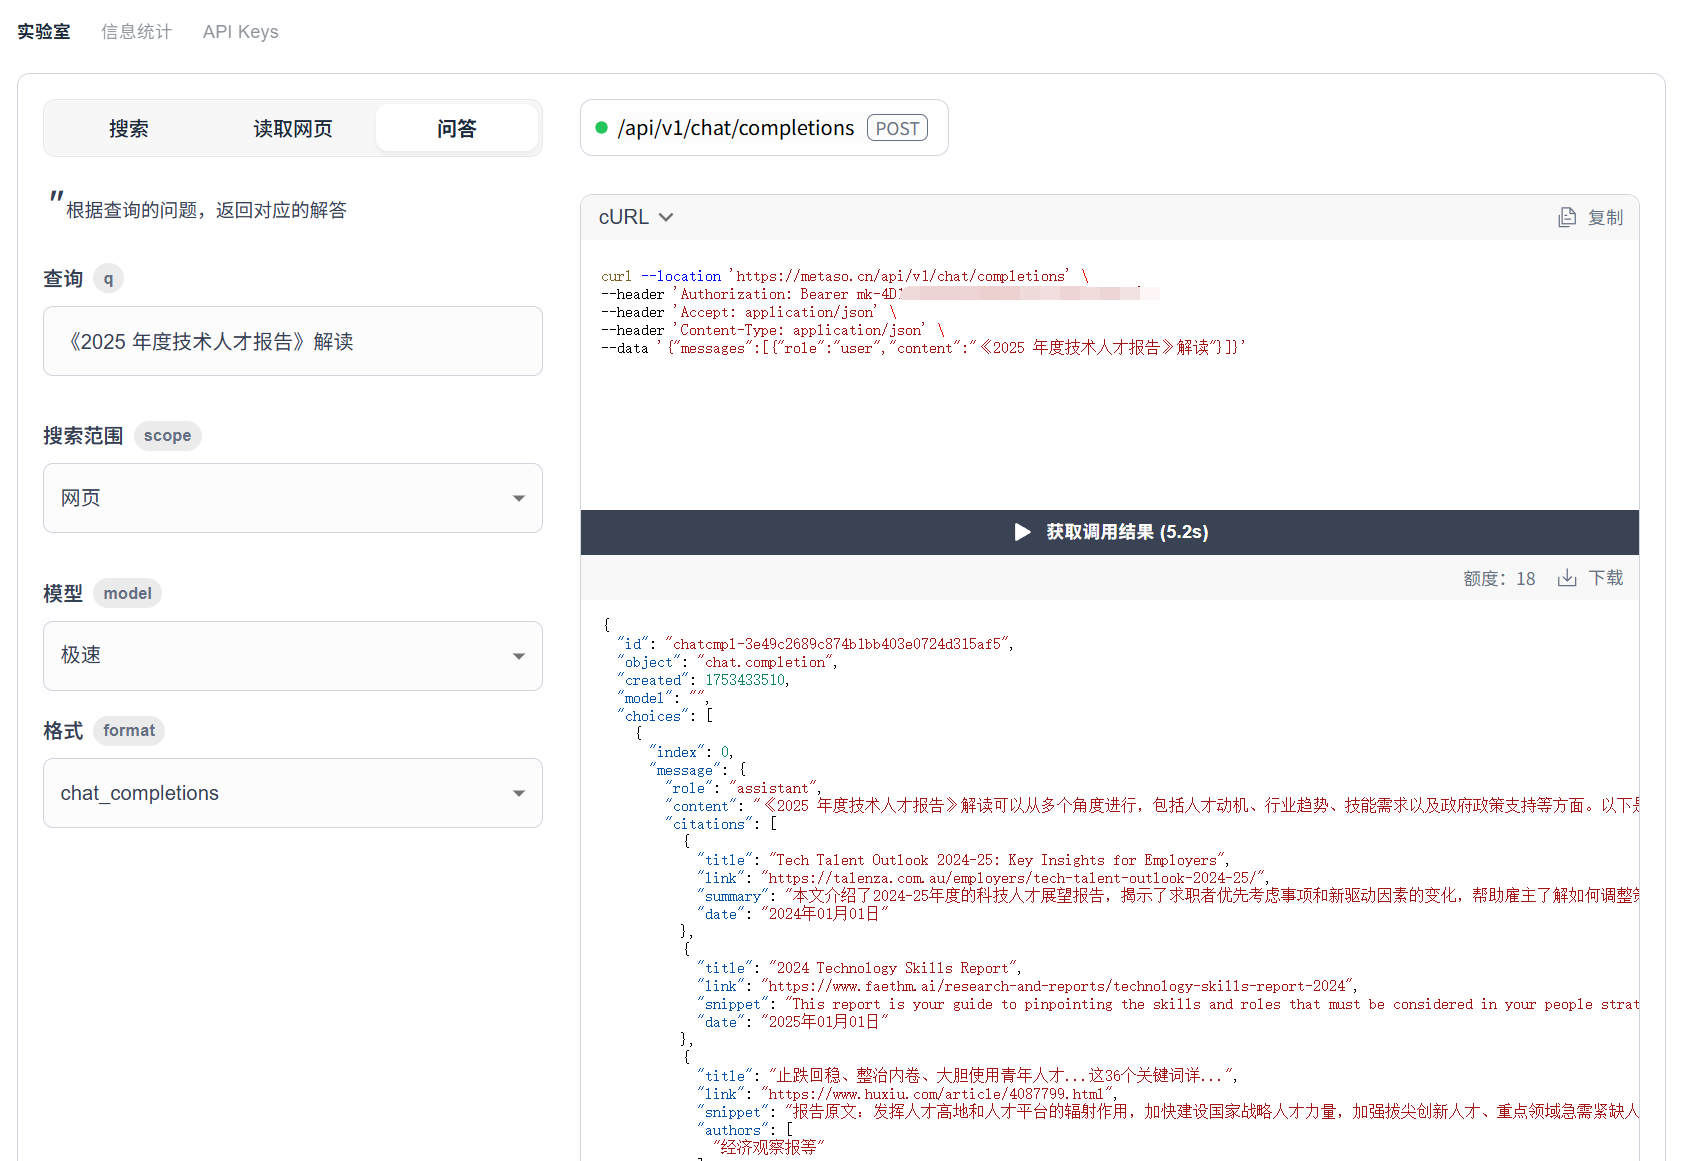 实验室 信息统计 API Keys
搜索 读取网页 问答
/api/v1/chat/completions POST
"根据查询的问题，返回对应的解答
cURL 复制
查询 q
《2025 年度技术人才报告》解读
curl --location 'https://metaso.cn/api/v1/chat/completions' \
--header 'Authorization: Bearer mk-4D
--header 'Accept: application/json' \
--header 'Content-Type: application/json' \
--data '{"messages":[{"role":"user","content":"《2025 年度技术人才报告》解读"}]}'
搜索范围 scope
网页
获取调用结果 (5.2s)
额度：18 下载
模型 model
极速
格式 format
chat_completions
{
"id": "chatcmpl-3e49c2689c874b1bb403e0724d315af5",
"object": "chat.completion",
"created": 1753433510,
"model": "",
"choices": [
{
"index": 0,
"message": {
"role": "assistant",
"content": "《2025 年度技术人才报告》解读可以从多个角度进行，包括人才动机、行业趋势、技能需求以及政府政策支持等方面。以下是
"citations": [
{
"title": "Tech Talent Outlook 2024-25: Key Insights for Employers",
"link": "https://talenza.com.au/employers/tech-talent-outlook-2024-25/",
"summary": "本文介绍了2024-25年度的科技人才展望报告，揭示了求职者优先考虑事项和新驱动因素的变化，帮助雇主了解如何调整策
"date": "2024年01月01日"
},
{
"title": "2024 Technology Skills Report",
"link": "https://www.faethm.ai/research-and-reports/technology-skills-report-2024",
"snippet": "This report is your guide to pinpointing the skills and roles that must be considered in your people strat
"date": "2025年01月01日"
},
{
"title": "止跌回稳、整治内卷、大胆使用青年人才...这36个关键词详...",
"link": "https://www.huxiu.com/article/4087799.html",
"snippet": "报告原文：发挥人才高地和人才平台的辐射作用，加快建设国家战略人才力量，加强拔尖创新人才、重点领域急需紧缺人
"authors": [
"经济观察报等"